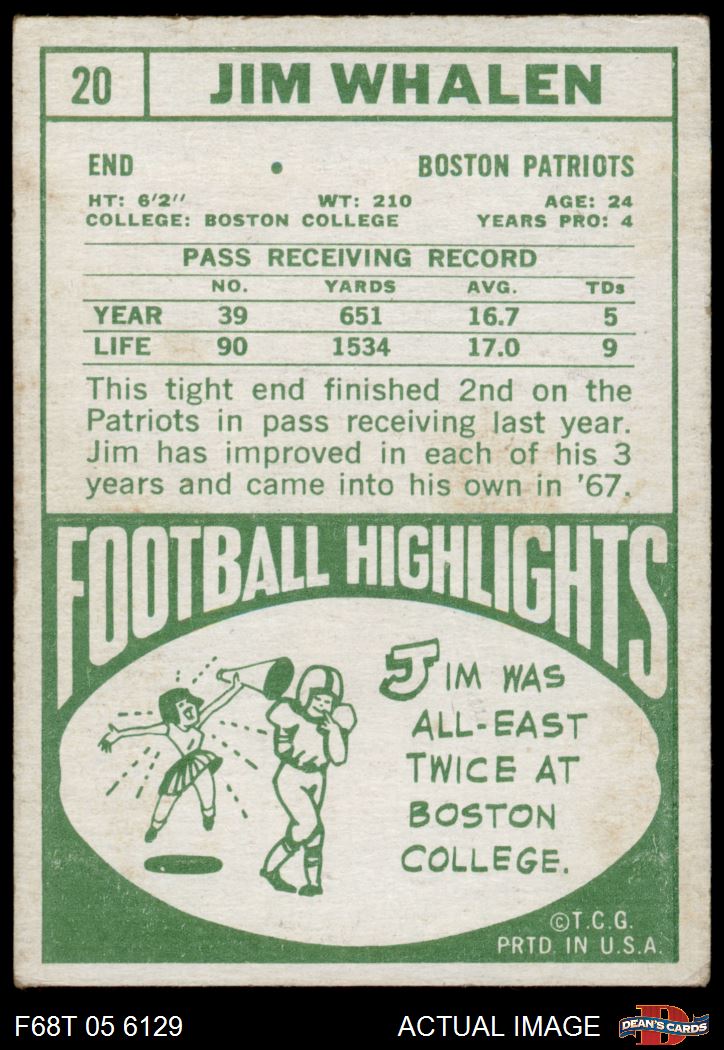 20 JIM WHALEN
END • BOSTON PATRIOTS
HT: 6'2" WT: 210 AGE: 24
COLLEGE: BOSTON COLLEGE YEARS PRO: 4
PASS RECEIVING RECORD
NO. YARDS AVG. TDs
YEAR 39 651 16.7 5
LIFE 90 1534 17.0 9
This tight end finished 2nd on the
Patriots in pass receiving last year.
Jim has improved in each of his 3
years and came into his own in '67.
FOOTBALL HIGHLIGHTS
JIM WAS
ALL-EAST
TWICE AT
BOSTON
COLLEGE.
©T.C.G.
PRTD. IN U.S.A.
F68T 05 6129 ACTUAL IMAGE D DEAN'S CARDS